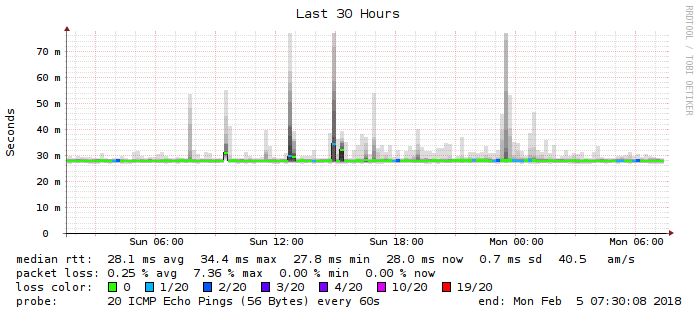 Last 30 Hours
RRDTOOL / TOBI OETIKER
Seconds
70 m
60 m
50 m
40 m
30 m
20 m
10 m
0
Sun 06:00 Sun 12:00 Sun 18:00 Mon 00:00 Mon 06:00
median rtt: 28.1 ms avg 34.4 ms max 27.8 ms min 28.0 ms now 0.7 ms sd 40.5 am/s
packet loss: 0.25 % avg 7.36 % max 0.00 % min 0.00 % now
loss color: 0 1/20 2/20 3/20 4/20 10/20 19/20
probe: 20 ICMP Echo Pings (56 Bytes) every 60s end: Mon Feb 5 07:30:08 2018